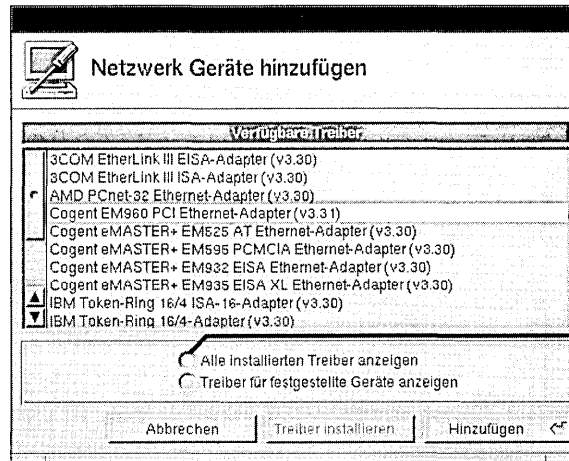 Netzwerk Geräte hinzufügen
Verfügbare Treiber
3COM EtherLink III EISA-Adapter (v3.30)
3COM EtherLink III ISA-Adapter (v3.30)
AMD PCnet-32 Ethernet-Adapter (v3.30)
Cogent EM960 PCI Ethernet-Adapter (v3.31)
Cogent eMASTER+ EM525 AT Ethernet-Adapter (v3.30)
Cogent eMASTER+ EM595 PCMCIA Ethernet-Adapter (v3.30)
Cogent eMASTER+ EM932 EISA Ethernet-Adapter (v3.30)
Cogent eMASTER+ EM935 EISA XL Ethernet-Adapter (v3.30)
IBM Token-Ring 16/4 ISA-16-Adapter (v3.30)
IBM Token-Ring 16/4-Adapter (v3.30)
Alle installierten Treiber anzeigen
Treiber für festgestellte Geräte anzeigen
Abbrechen Treiber installieren Hinzufügen